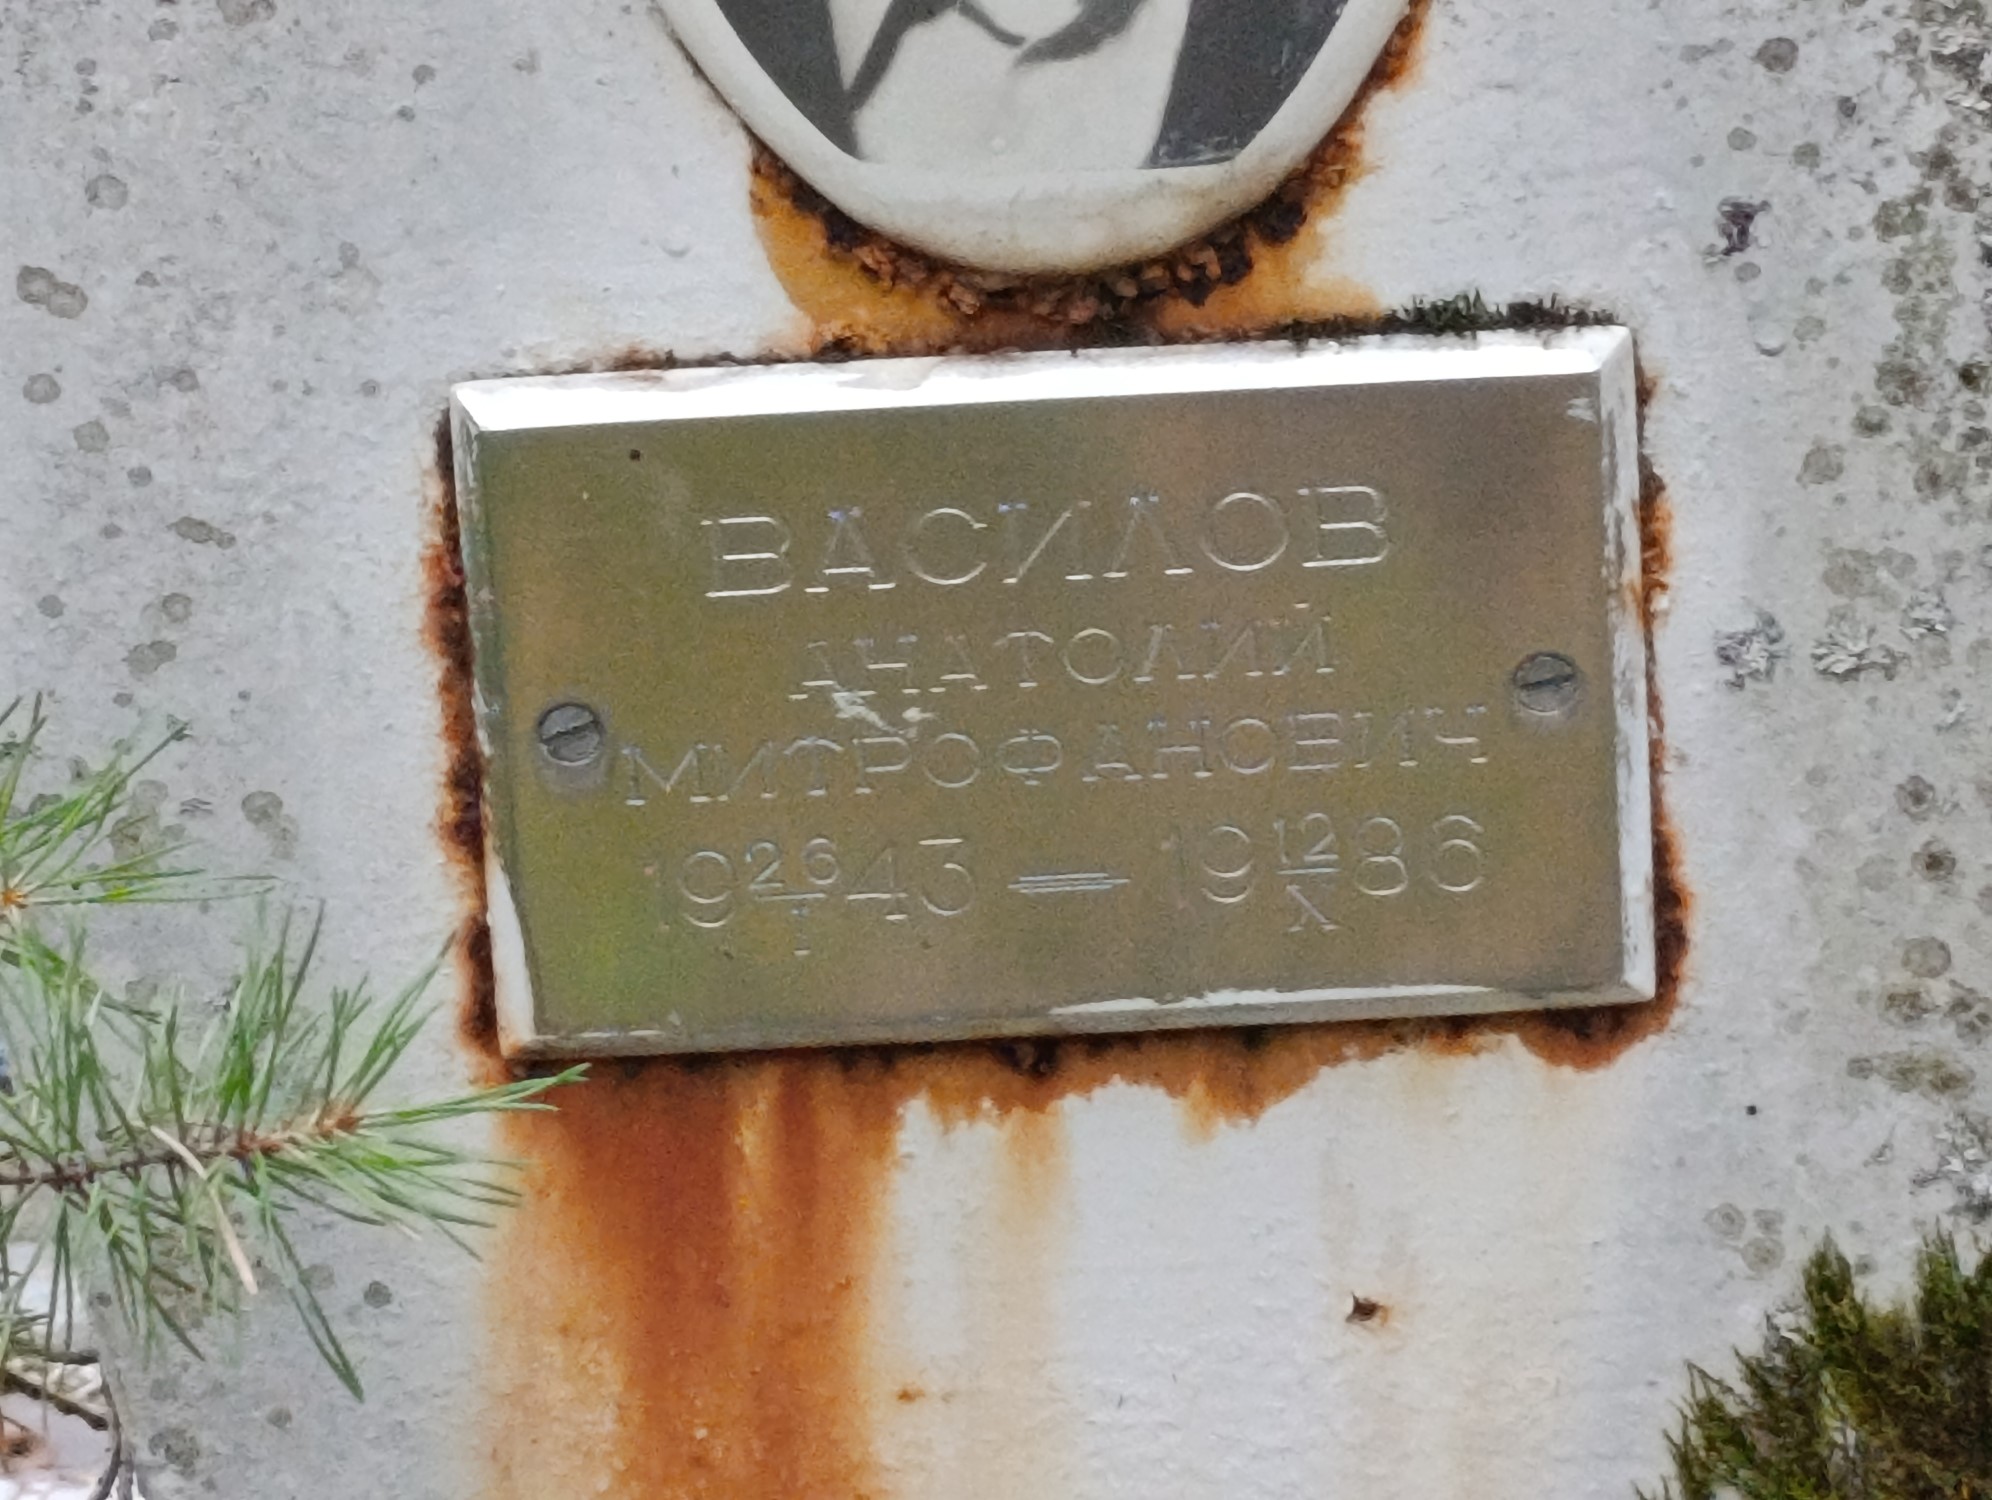 ВАСИЛОВ
АНАТОЛИЙ
МИТРОФАНОВИЧ
19 26/I 43 — 19 12/X 86